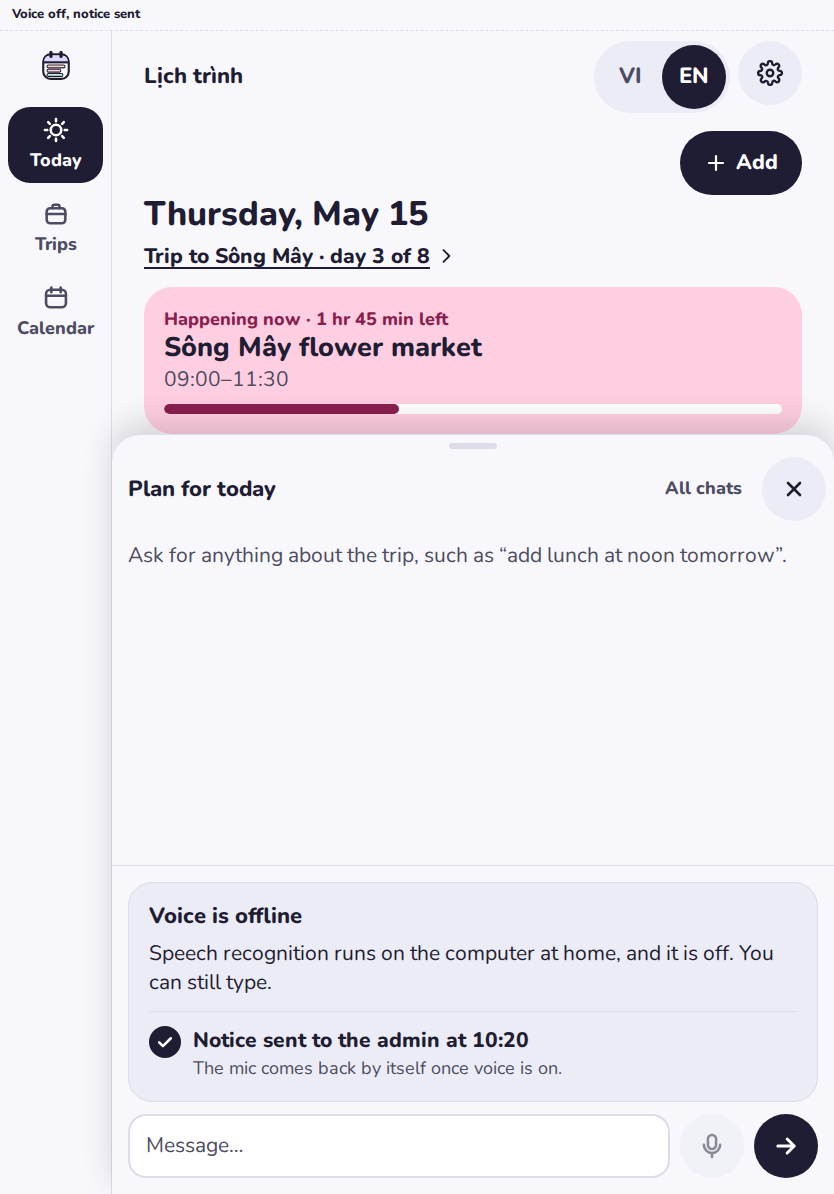 Voice off, notice sent
Lịch trình
VI
EN
Today
Trips
Calendar
Add
Thursday, May 15
Trip to Sông Mây · day 3 of 8
Happening now · 1 hr 45 min left
Sông Mây flower market
09:00–11:30
Plan for today
All chats
Ask for anything about the trip, such as “add lunch at noon tomorrow”.
Voice is offline
Speech recognition runs on the computer at home, and it is off. You
can still type.
Notice sent to the admin at 10:20
The mic comes back by itself once voice is on.
Message...